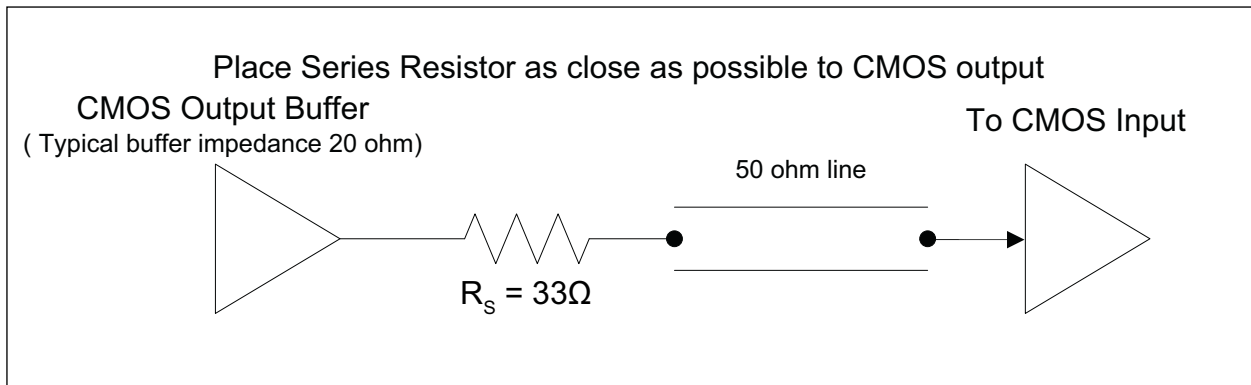 Place Series Resistor as close as possible to CMOS output
CMOS Output Buffer
( Typical buffer impedance 20 ohm)
To CMOS Input
50 ohm line
R_S = 33Ω